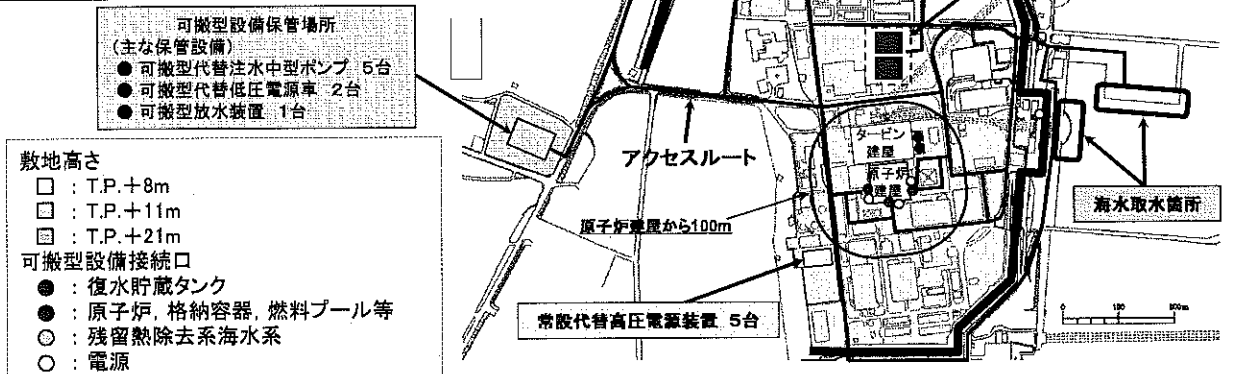 可搬型設備保管場所
(主な保管設備)
● 可搬型代替注水中型ポンプ 5台
● 可搬型代替低圧電源車 2台
● 可搬型放水装置 1台
敷地高さ
□ : T.P.+8m
□ : T.P.+11m
□ : T.P.+21m
可搬型設備接続口
● : 復水貯蔵タンク
● : 原子炉, 格納容器, 燃料プール等
○ : 残留熱除去系海水系
○ : 電源
アクセスルート
タービン
建屋
原子炉
建屋
原子炉建屋から100m
海水取水箇所
常設代替高圧電源装置 5台
0